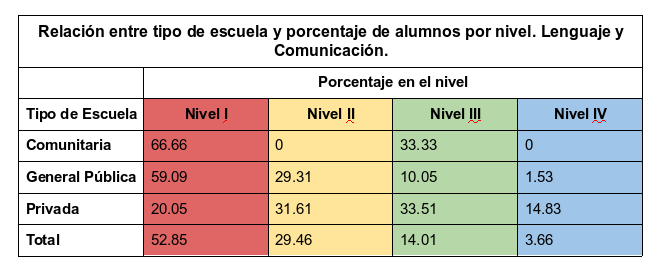 Relación entre tipo de escuela y porcentaje de alumnos por nivel. Lenguaje y
Comunicación.
Porcentaje en el nivel
Tipo de Escuela Nivel I Nivel II Nivel III Nivel IV
Comunitaria 66.66 0 33.33 0
General Pública 59.09 29.31 10.05 1.53
Privada 20.05 31.61 33.51 14.83
Total 52.85 29.46 14.01 3.66